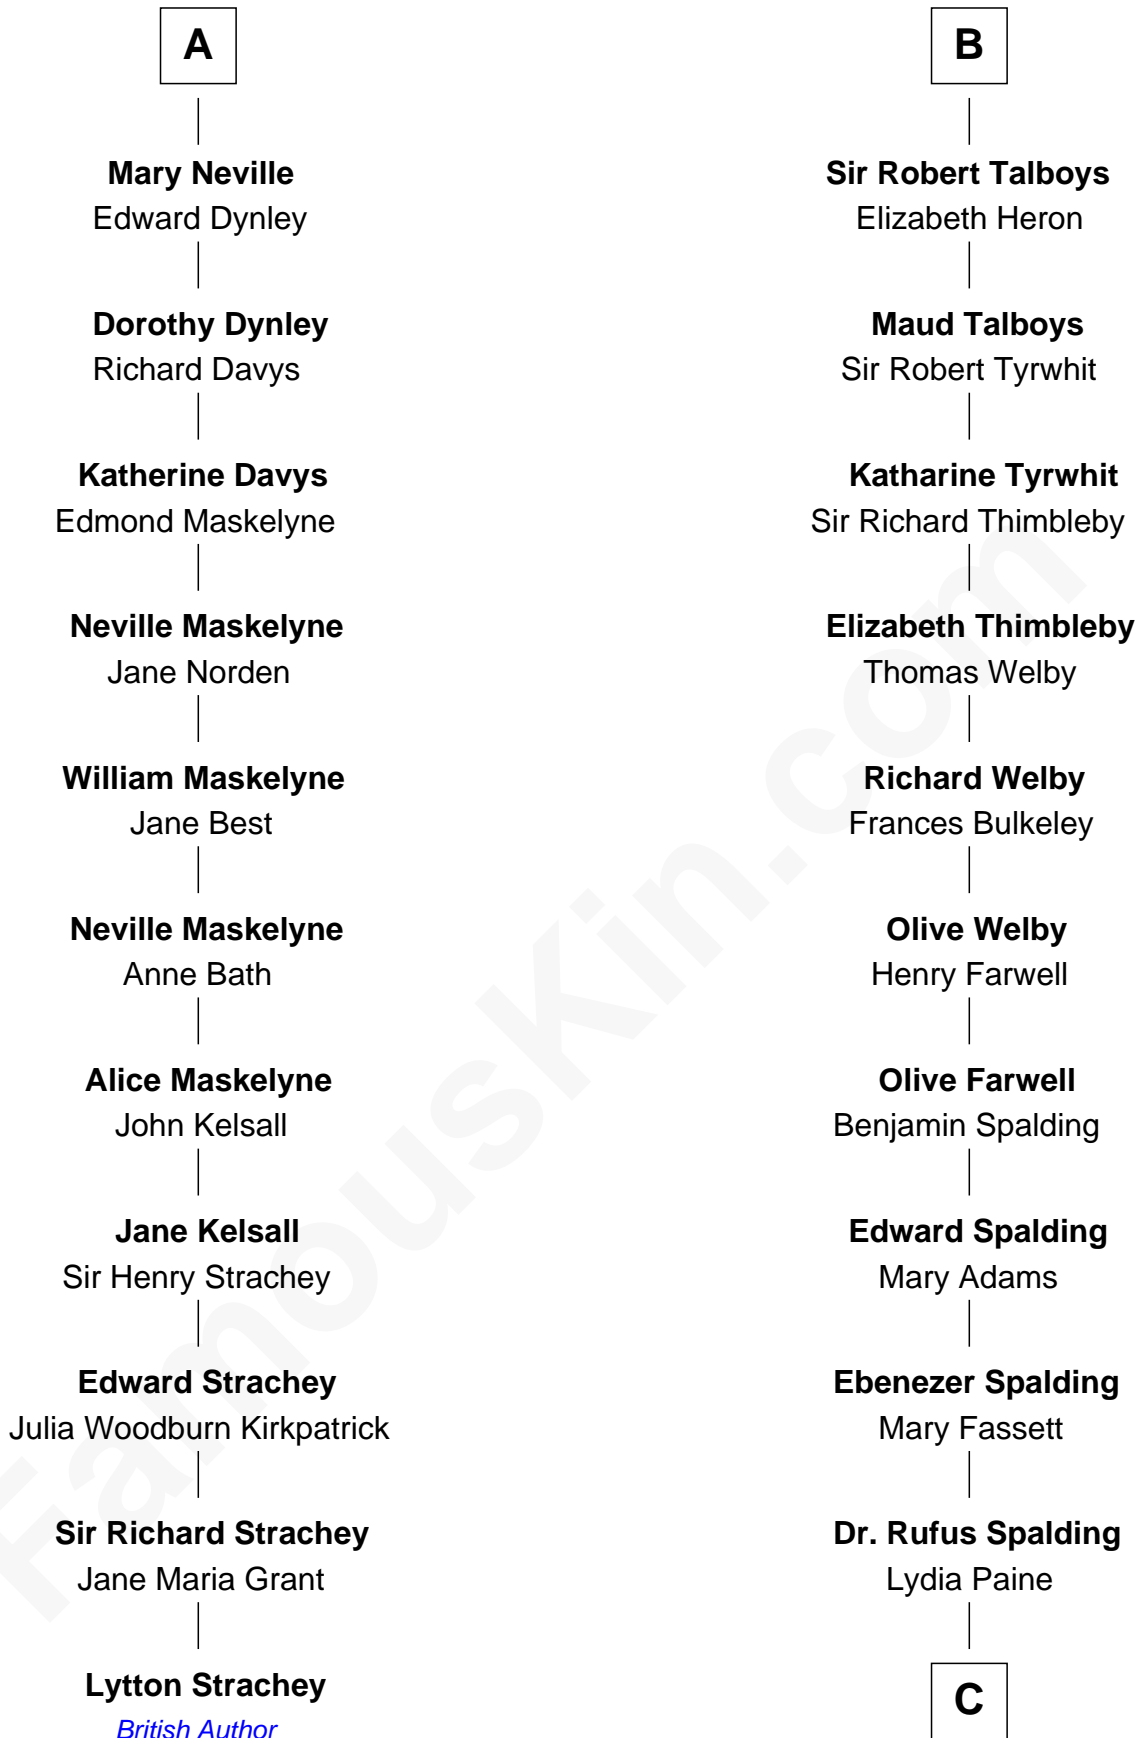 A
Mary Neville
Edward Dynley
Dorothy Dynley
Richard Davys
Katherine Davys
Edmond Maskelyne
Neville Maskelyne
Jane Norden
William Maskelyne
Jane Best
Neville Maskelyne
Anne Bath
Alice Maskelyne
John Kelsall
Jane Kelsall
Sir Henry Strachey
Edward Strachey
Julia Woodburn Kirkpatrick
Sir Richard Strachey
Jane Maria Grant
Lytton Strachey
British Author
B
Sir Robert Talboys
Elizabeth Heron
Maud Talboys
Sir Robert Tyrwhit
Katharine Tyrwhit
Sir Richard Thimbleby
Elizabeth Thimbleby
Thomas Welby
Richard Welby
Frances Bulkeley
Olive Welby
Henry Farwell
Olive Farwell
Benjamin Spalding
Edward Spalding
Mary Adams
Ebenezer Spalding
Mary Fassett
Dr. Rufus Spalding
Lydia Paine
C
FamousKin.com